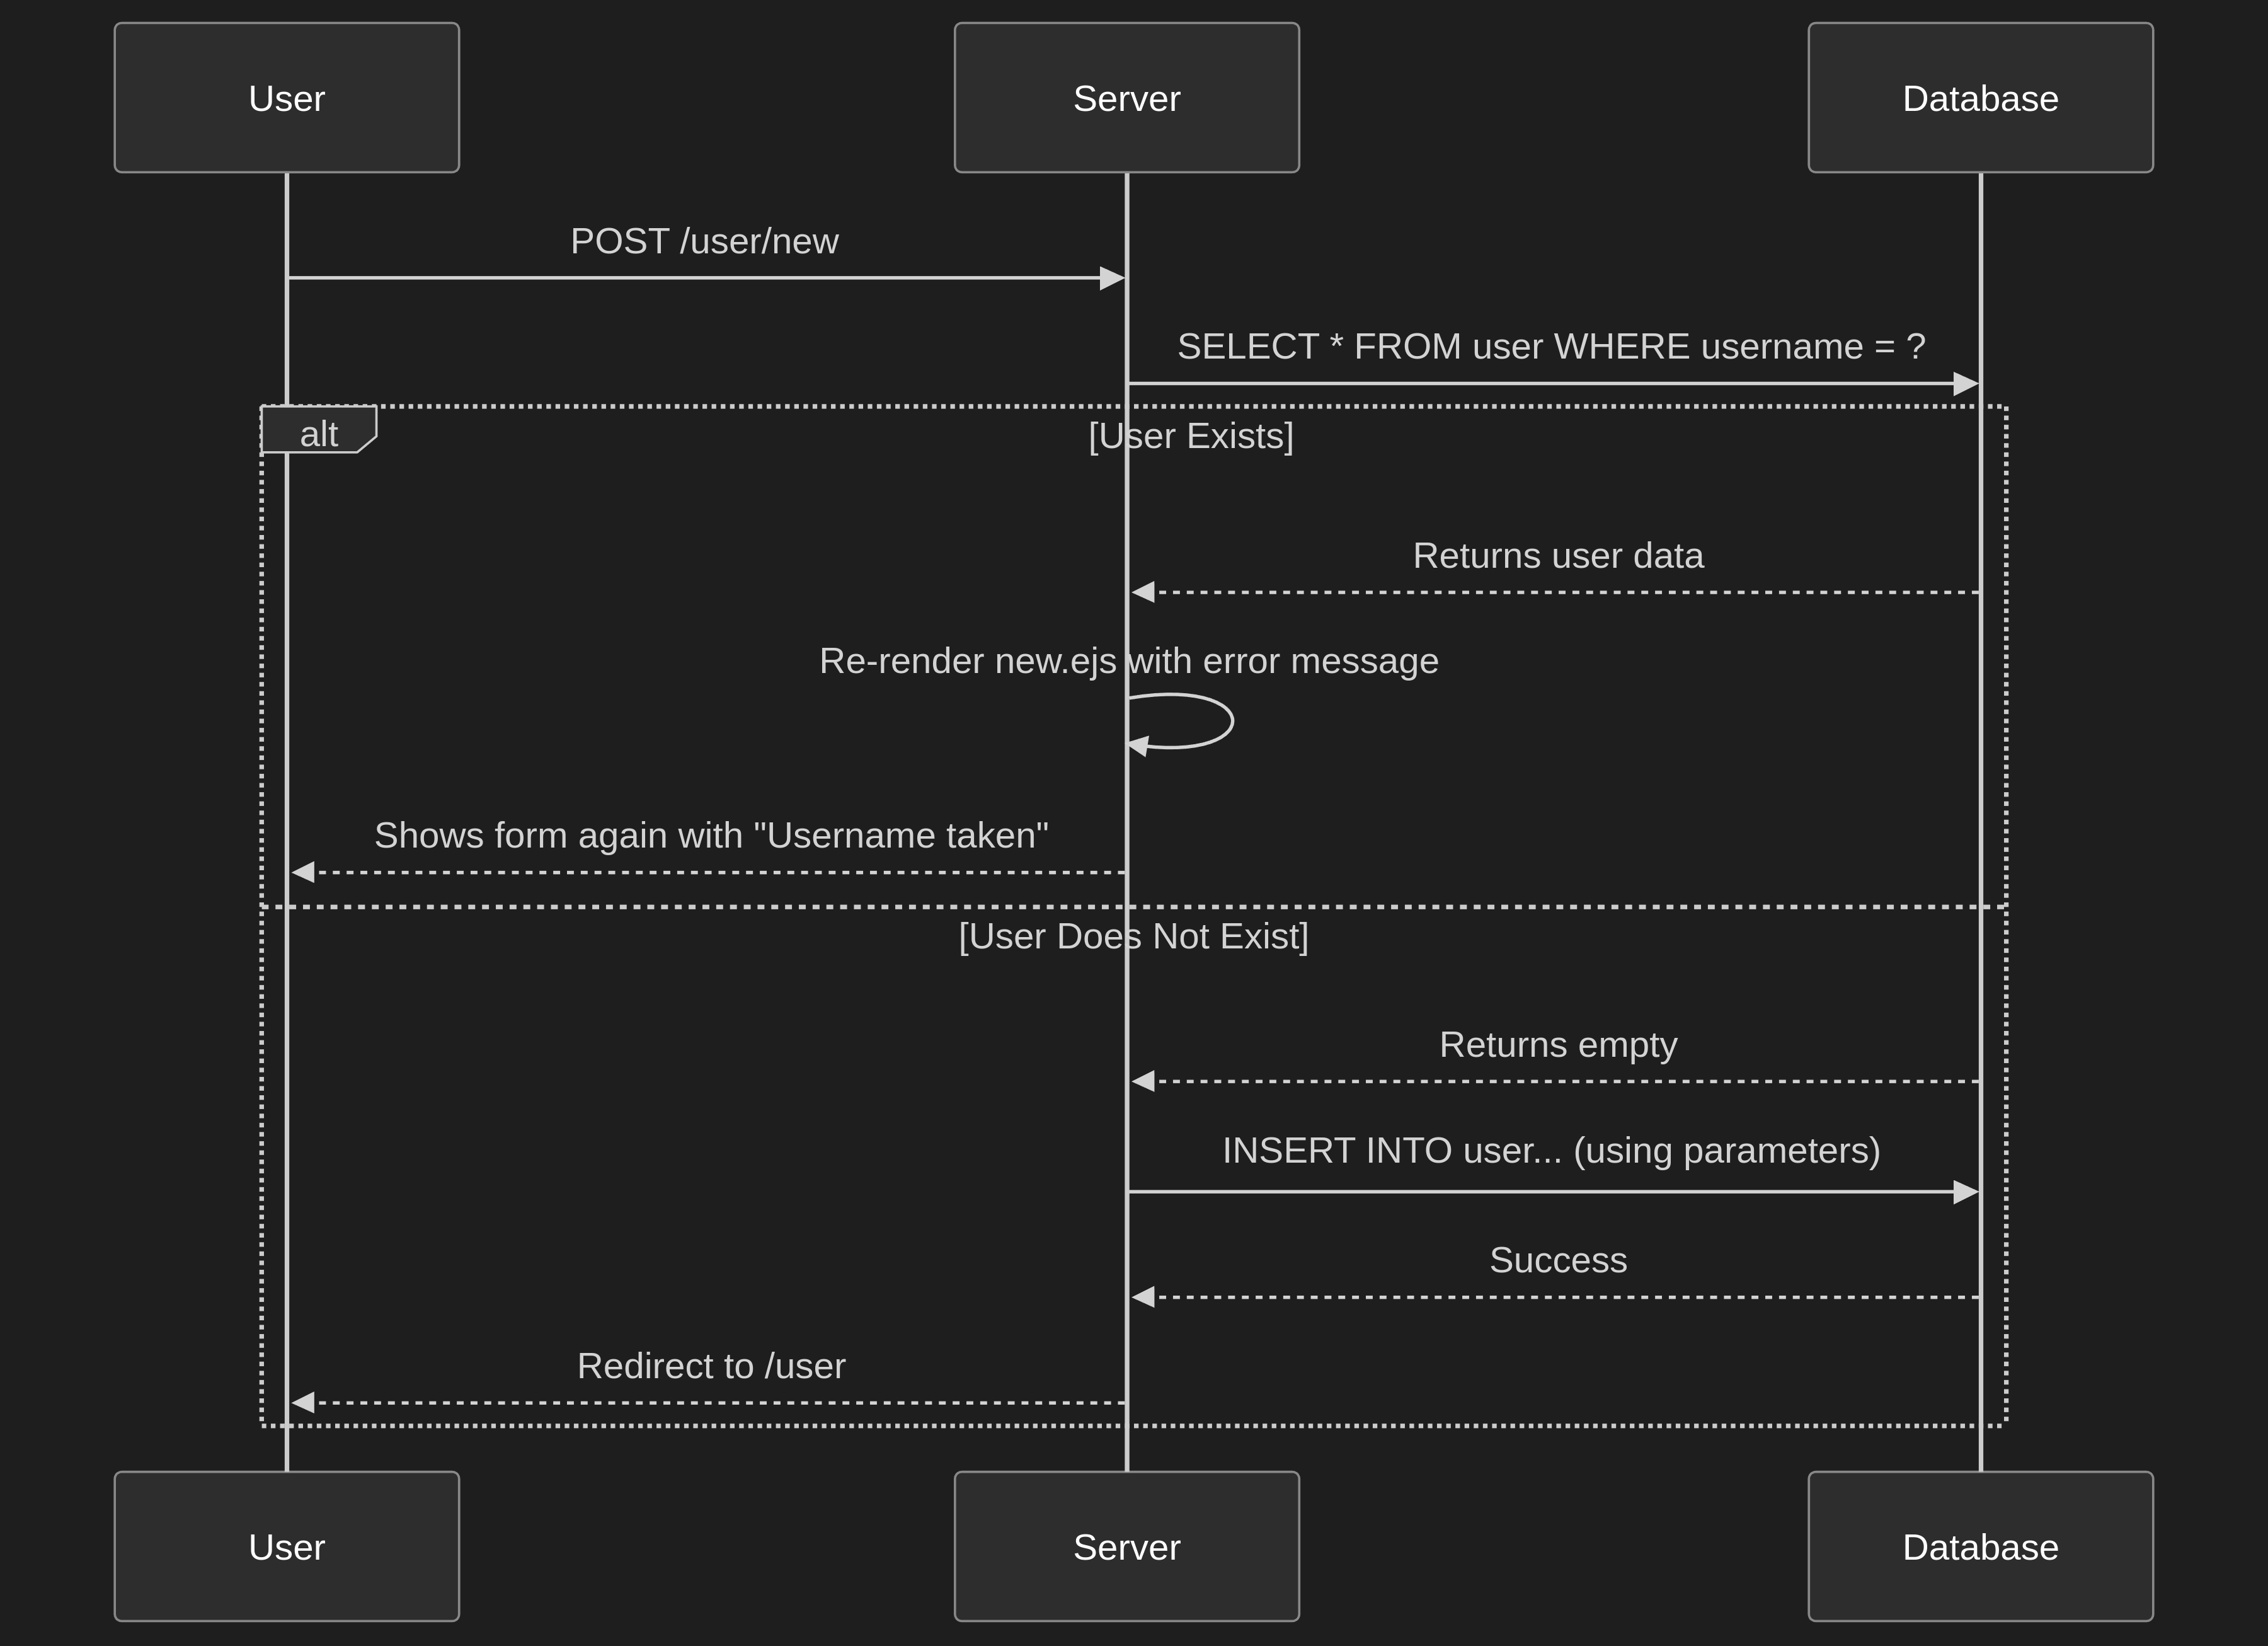 User
Server
Database
POST /user/new
SELECT * FROM user WHERE username = ?
alt
[User Exists]
Returns user data
Re-render new.ejs with error message
Shows form again with "Username taken"
[User Does Not Exist]
Returns empty
INSERT INTO user... (using parameters)
Success
Redirect to /user
User
Server
Database